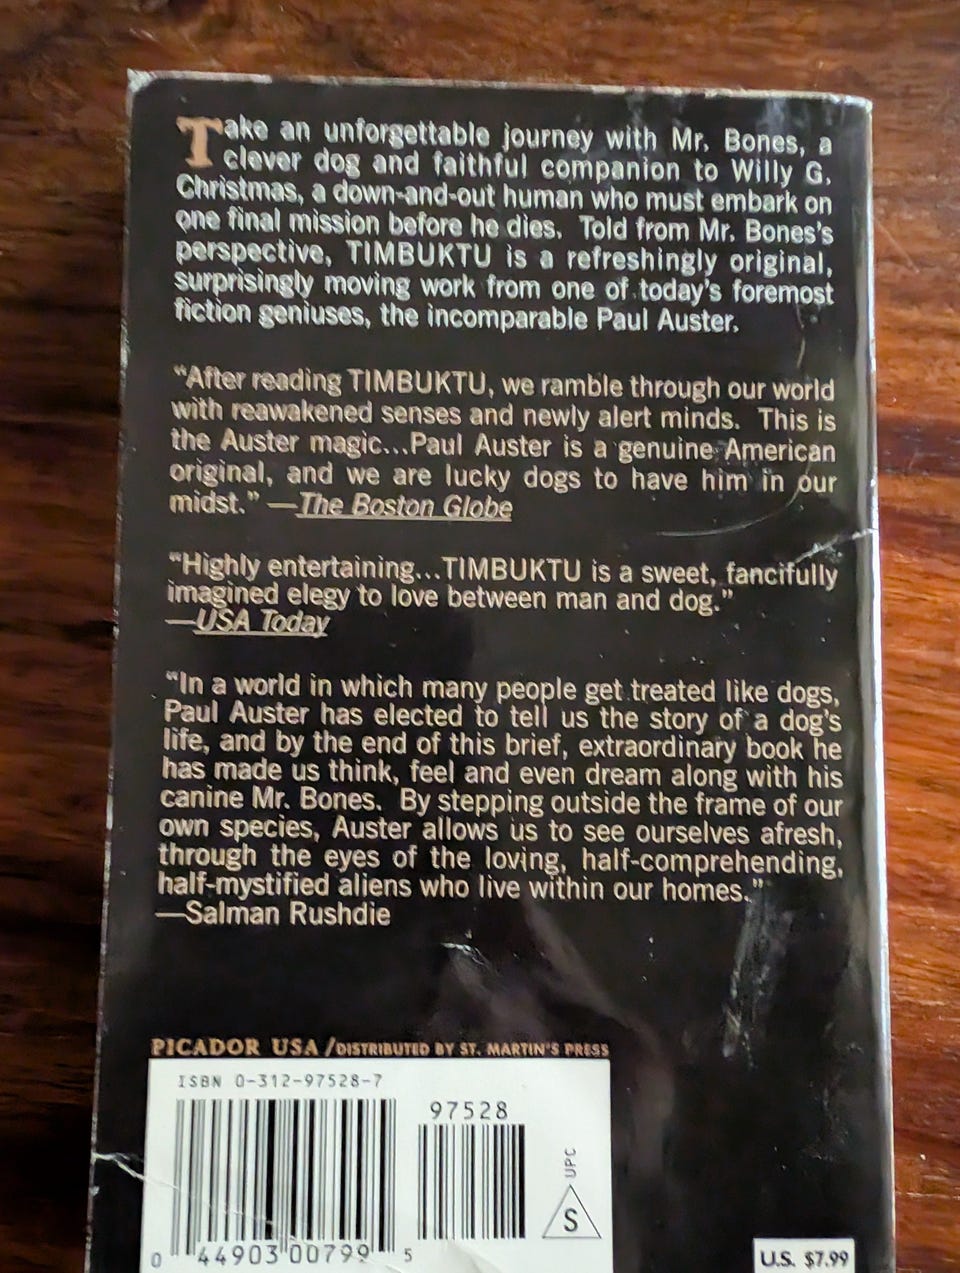 Take an unforgettable journey with Mr. Bones, a
clever dog and faithful companion to Willy G.
Christmas, a down-and-out human who must embark on
one final mission before he dies. Told from Mr. Bones's
perspective, TIMBUKTU is a refreshingly original,
surprisingly moving work from one of today's foremost
fiction geniuses, the incomparable Paul Auster.
"After reading TIMBUKTU, we ramble through our world
with reawakened senses and newly alert minds. This is
the Auster magic...Paul Auster is a genuine American
original, and we are lucky dogs to have him in our
midst." —The Boston Globe
"Highly entertaining...TIMBUKTU is a sweet, fancifully
imagined elegy to love between man and dog."
—USA Today
"In a world in which many people get treated like dogs,
Paul Auster has elected to tell us the story of a dog's
life, and by the end of this brief, extraordinary book he
has made us think, feel and even dream along with his
canine Mr. Bones. By stepping outside the frame of our
own species, Auster allows us to see ourselves afresh,
through the eyes of the loving, half-comprehending,
half-mystified aliens who live within our homes."
—Salman Rushdie
PICADOR USA/DISTRIBUTED BY ST. MARTIN'S PRESS
ISBN 0-312-97528-7
97528
UPC
S
0 44903 00799 5
U.S. $7.99